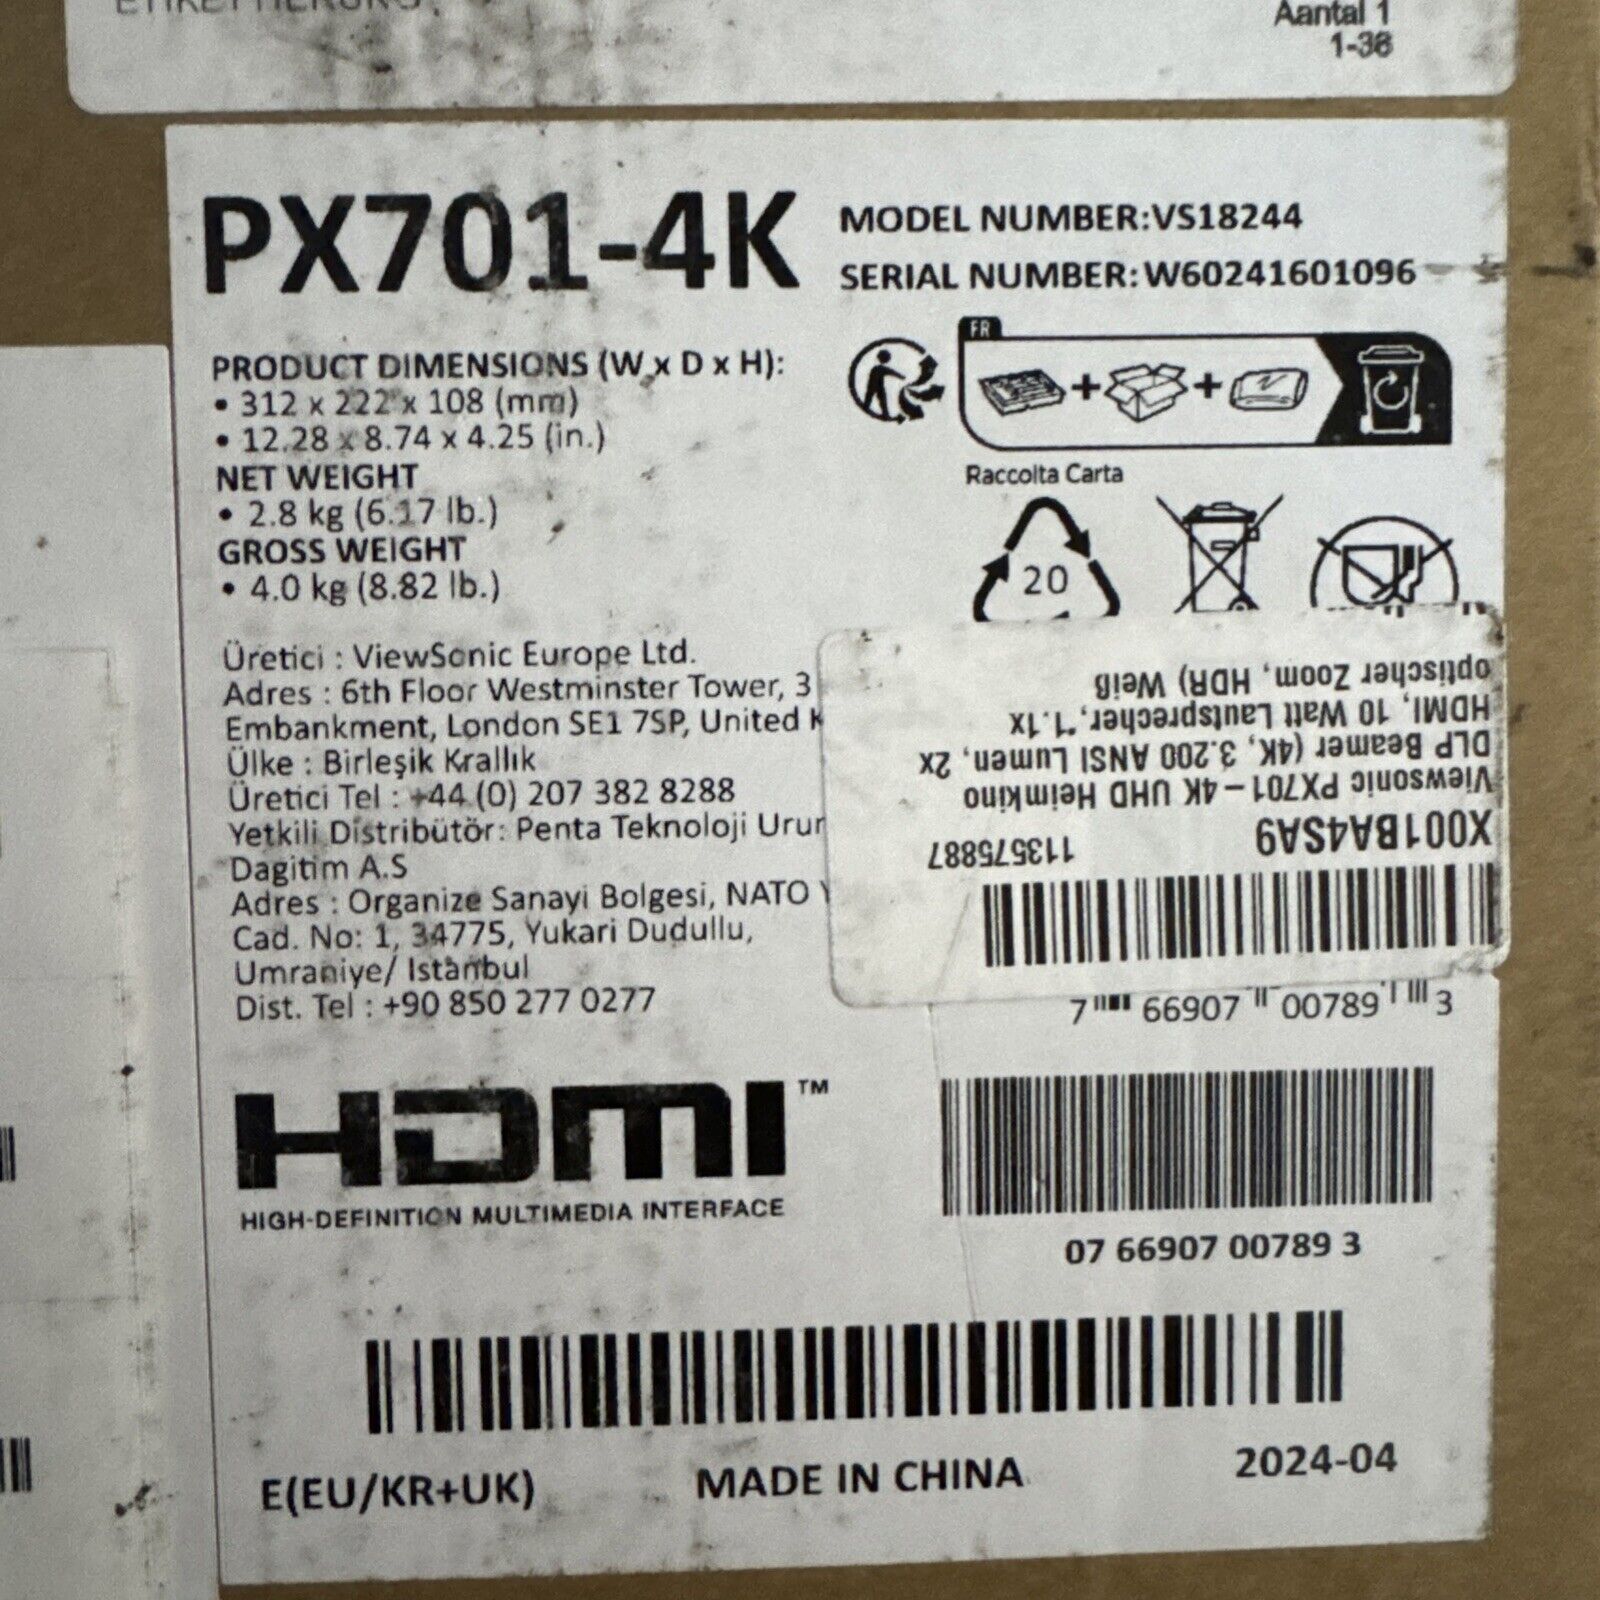 ETIKETTIERUNG
Aantal 1
1-36
PX701-4K
MODEL NUMBER:VS18244
SERIAL NUMBER: W60241601096
PRODUCT DIMENSIONS (W x D x H):
• 312 x 222 x 108 (mm)
• 12.28 x 8.74 x 4.25 (in.)
NET WEIGHT
• 2.8 kg (6.17 lb.)
GROSS WEIGHT
• 4.0 kg (8.82 lb.)
FR
Raccolta Carta
20
Üretici : ViewSonic Europe Ltd.
Adres : 6th Floor Westminster Tower, 3
Embankment, London SE1 7SP, United
Ülke : Birleşik Krallık
Üretici Tel : +44 (0) 207 382 8288
Yetkili Distribütör: Penta Teknoloji Urur
Dagitim A.S
Adres : Organize Sanayi Bolgesi, NATO
Cad. No: 1, 34775, Yukari Dudullu,
Umraniye/ Istanbul
Dist. Tel : +90 850 277 0277
X001BA4SA9
113575887
Viewsonic PX701-4K UHD Heimkino
DLP Beamer (4K, 3.200 ANSI Lumen, 2x
HDMI, 10 Watt Lautsprecher, 1.1x
optischer Zoom, HDR) Weiß
7 66907 00789 3
HDMI™
HIGH-DEFINITION MULTIMEDIA INTERFACE
07 66907 00789 3
E(EU/KR+UK)
MADE IN CHINA
2024-04